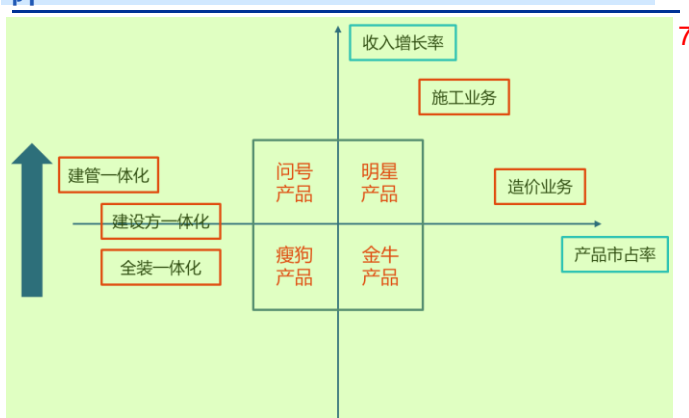 7
收入增长率
施工业务
建管一体化
问号
产品
明星
产品
造价业务
建设方一体化
全装一体化
瘦狗
产品
金牛
产品
产品市占率